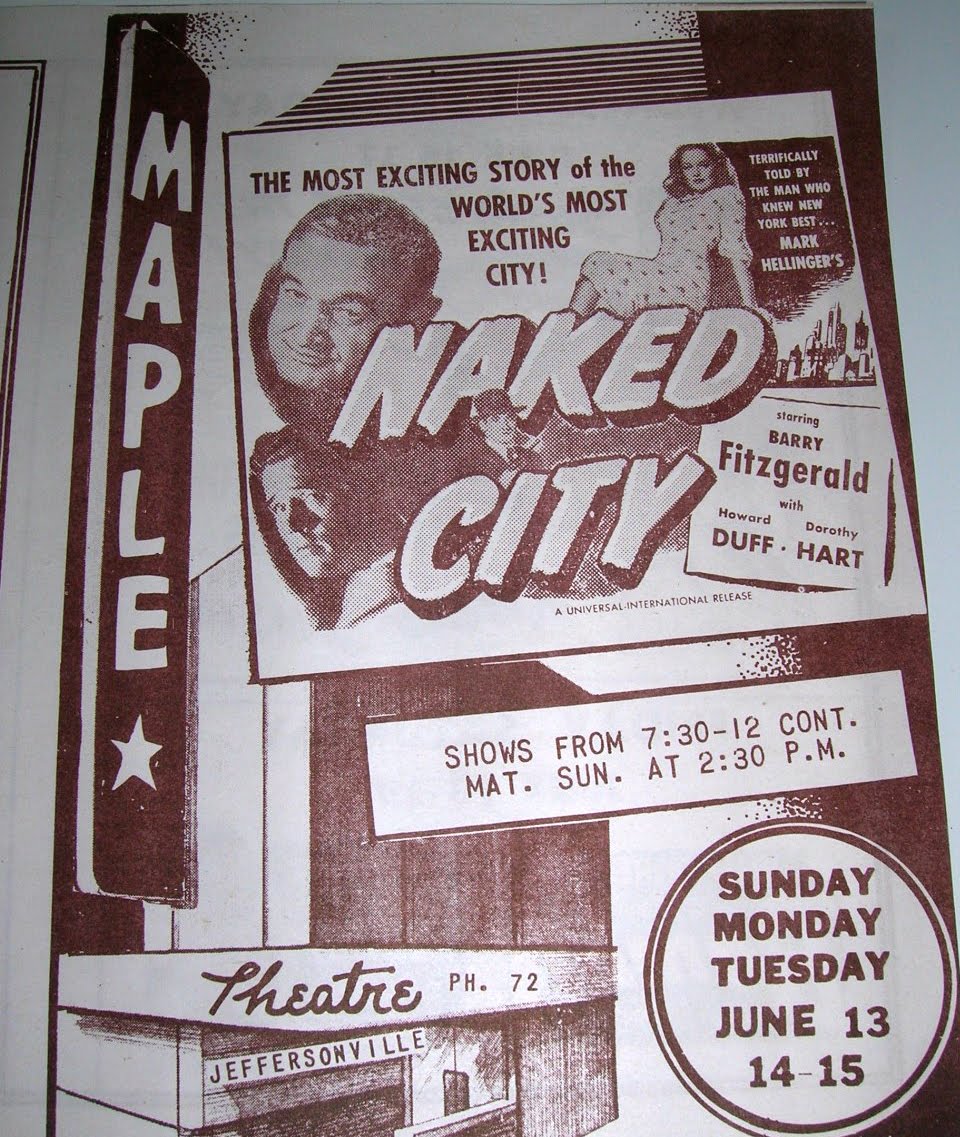 MAPLE
THE MOST EXCITING STORY of the
WORLD'S MOST
EXCITING
CITY!
TERRIFICALLY
TOLD BY
THE MAN WHO
KNEW NEW
YORK BEST...
MARK
HELLINGER'S
NAKED
CITY
starring
BARRY
Fitzgerald
with
Howard Dorothy
DUFF · HART
A UNIVERSAL-INTERNATIONAL RELEASE
SHOWS FROM 7:30-12 CONT.
MAT. SUN. AT 2:30 P.M.
SUNDAY
MONDAY
TUESDAY
JUNE 13
14-15
Theatre PH. 72
JEFFERSONVILLE